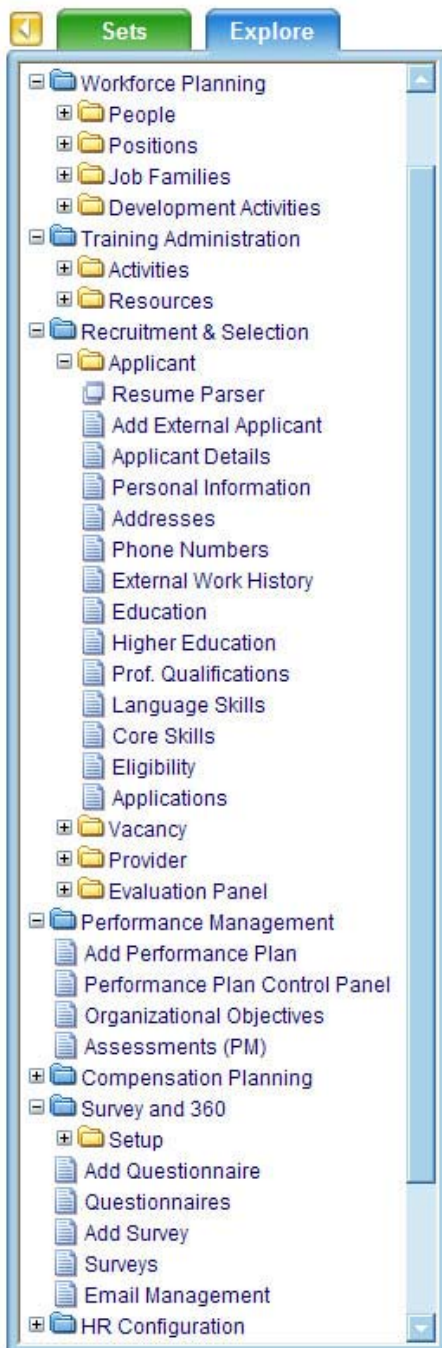 Sets
Explore
Workforce Planning
People
Positions
Job Families
Development Activities
Training Administration
Activities
Resources
Recruitment & Selection
Applicant
Resume Parser
Add External Applicant
Applicant Details
Personal Information
Addresses
Phone Numbers
External Work History
Education
Higher Education
Prof. Qualifications
Language Skills
Core Skills
Eligibility
Applications
Vacancy
Provider
Evaluation Panel
Performance Management
Add Performance Plan
Performance Plan Control Panel
Organizational Objectives
Assessments (PM)
Compensation Planning
Survey and 360
Setup
Add Questionnaire
Questionnaires
Add Survey
Surveys
Email Management
HR Configuration